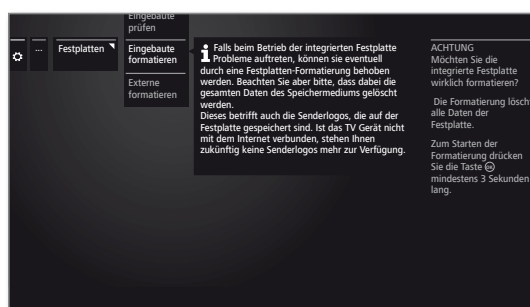 Eingebaute
prüfen
...
Festplatten
Eingebaute
formatieren
Externe
formatieren
Falls beim Betrieb der integrierten Festplatte
Probleme auftreten, können sie eventuell
durch eine Festplatten-Formatierung behoben
werden. Beachten Sie aber bitte, dass dabei die
gesamten Daten des Speichermediums gelöscht
werden.
Dieses betrifft auch die Senderlogos, die auf der
Festplatte gespeichert sind. Ist das TV Gerät nicht
mit dem Internet verbunden, stehen Ihnen
zukünftig keine Senderlogos mehr zur Verfügung.
ACHTUNG
Möchten Sie die
integrierte Festplatte
wirklich formatieren?
Die Formatierung löscht
alle Daten der
Festplatte.
Zum Starten der
Formatierung drücken
Sie die Taste OK
mindestens 3 Sekunden
lang.